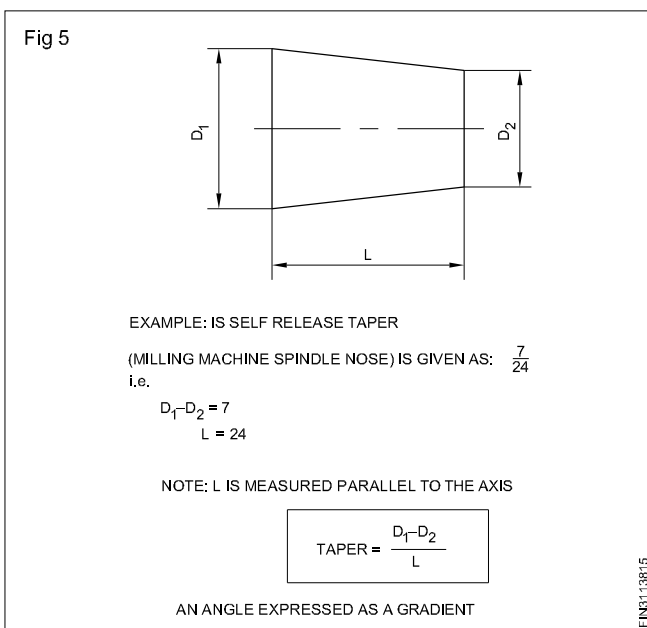 Fig 5
D1
D2
L
EXAMPLE: IS SELF RELEASE TAPER
(MILLING MACHINE SPINDLE NOSE) IS GIVEN AS: 7/24
i.e.
D1–D2 = 7
L = 24
NOTE: L IS MEASURED PARALLEL TO THE AXIS
TAPER = D1–D2 / L
AN ANGLE EXPRESSED AS A GRADIENT
FIN3113815